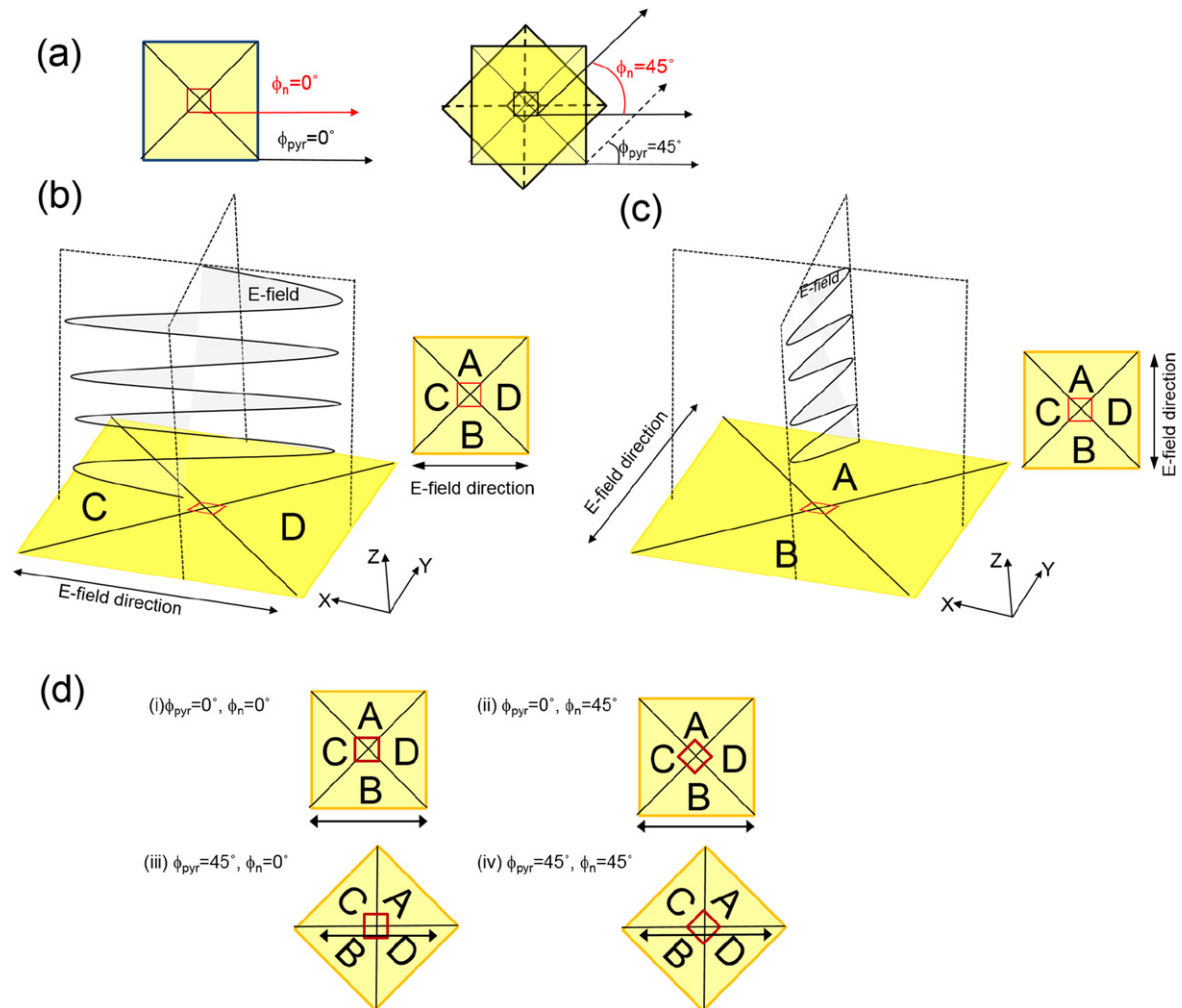 (a)
ϕn=0°
ϕpyr=0°
ϕn=45°
ϕpyr=45°
(b)
E-field
C
D
E-field direction
Z
Y
X
A
C D
B
E-field direction
(c)
E-field
E-field direction
A
B
Z
Y
X
A
C D
B
E-field direction
(d)
(i)ϕpyr=0°, ϕn=0°
A
C D
B
(ii) ϕpyr=0°, ϕn=45°
A
C D
B
(iii) ϕpyr=45°, ϕn=0°
C A
B D
(iv) ϕpyr=45°, ϕn=45°
C A
B D